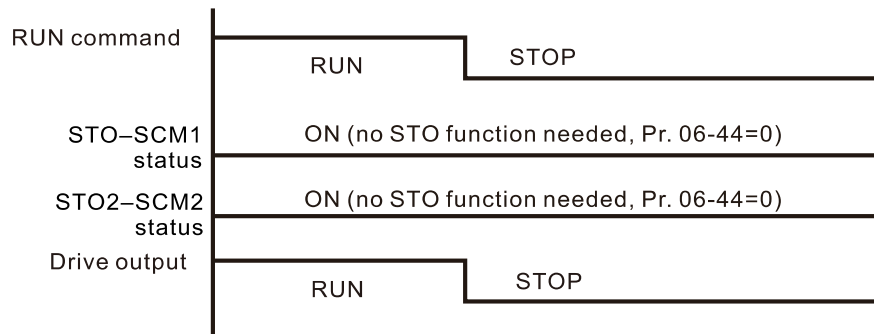 RUN command
RUN
STOP
STO–SCM1
status
ON (no STO function needed, Pr. 06-44=0)
STO2–SCM2
status
ON (no STO function needed, Pr. 06-44=0)
Drive output
RUN
STOP